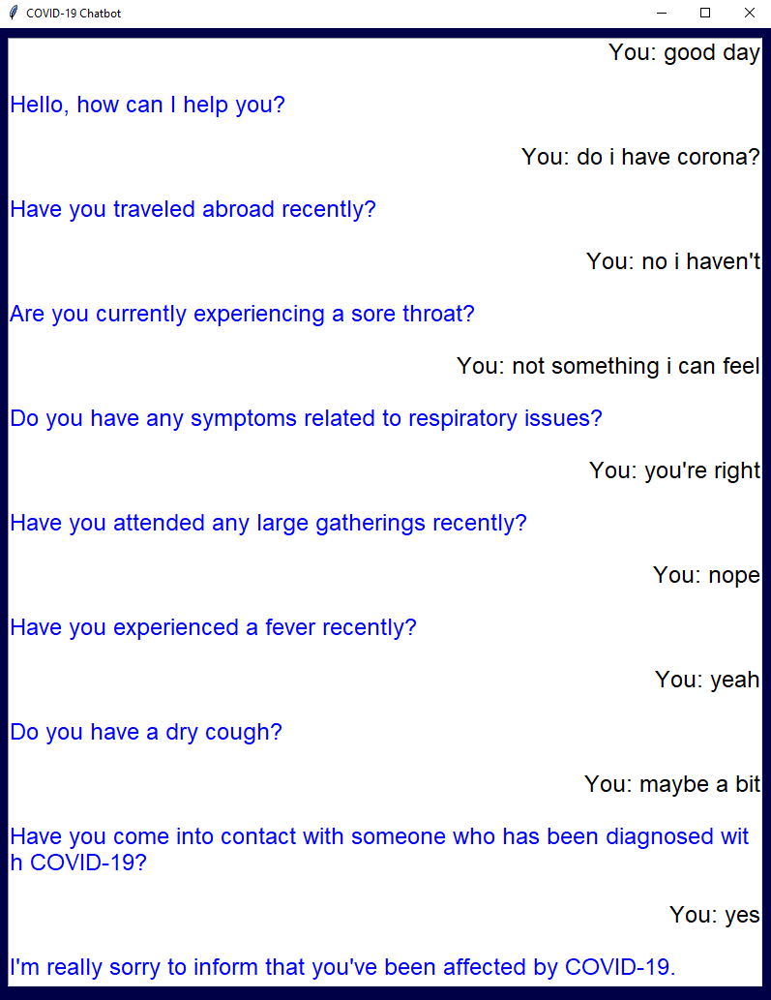 COVID-19 Chatbot
You: good day
Hello, how can I help you?
You: do i have corona?
Have you traveled abroad recently?
You: no i haven't
Are you currently experiencing a sore throat?
You: not something i can feel
Do you have any symptoms related to respiratory issues?
You: you're right
Have you attended any large gatherings recently?
You: nope
Have you experienced a fever recently?
You: yeah
Do you have a dry cough?
You: maybe a bit
Have you come into contact with someone who has been diagnosed wit
h COVID-19?
You: yes
I'm really sorry to inform that you've been affected by COVID-19.